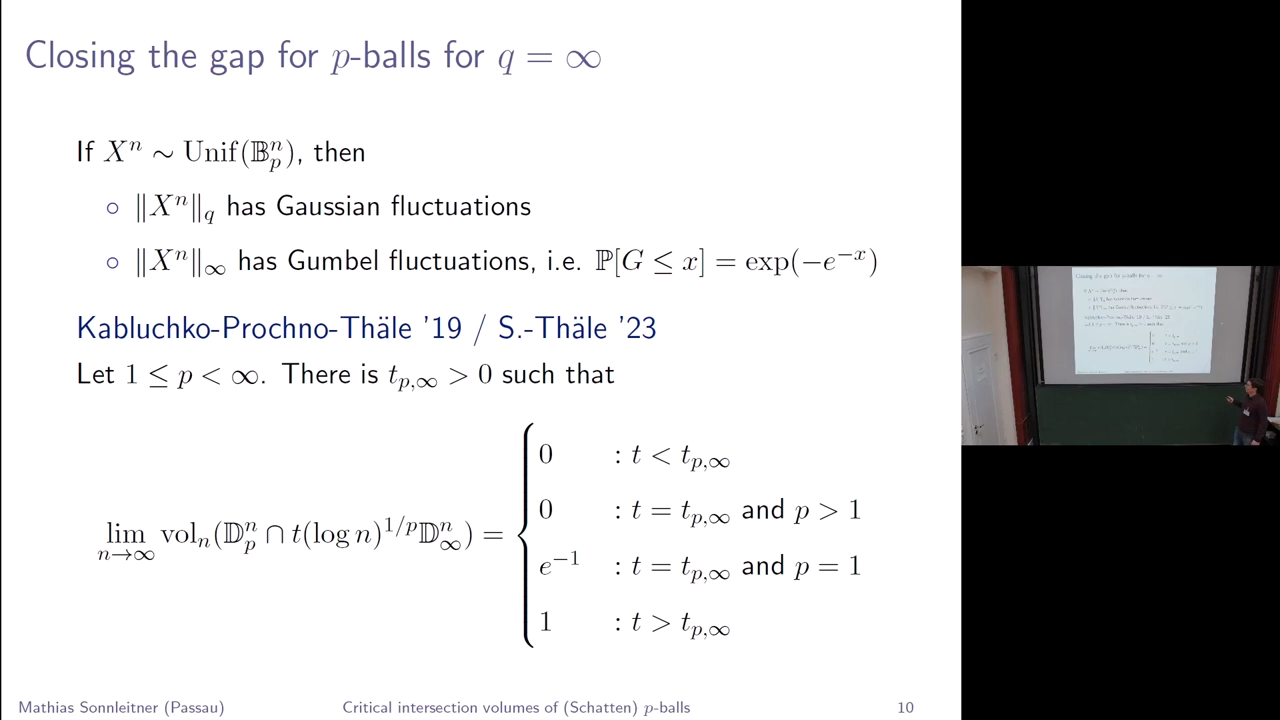 Closing the gap for p-balls for q = ∞
If Xⁿ ∼ Unif(𝔹ₚⁿ), then
○ ‖Xⁿ‖_q has Gaussian fluctuations
○ ‖Xⁿ‖_∞ has Gumbel fluctuations, i.e. ℙ[G ≤ x] = exp(−e^{−x})
Kabluchko-Prochno-Thäle '19 / S.-Thäle '23
Let 1 ≤ p < ∞. There is t_{p,∞} > 0 such that
lim_{n→∞} vol_n(𝔻_p^n ∩ t(log n)^{1/p}𝔻_∞^n) =
0 : t < t_{p,∞}
0 : t = t_{p,∞} and p > 1
e^{−1} : t = t_{p,∞} and p = 1
1 : t > t_{p,∞}
Mathias Sonnleitner (Passau) Critical intersection volumes of (Schatten) p-balls 10